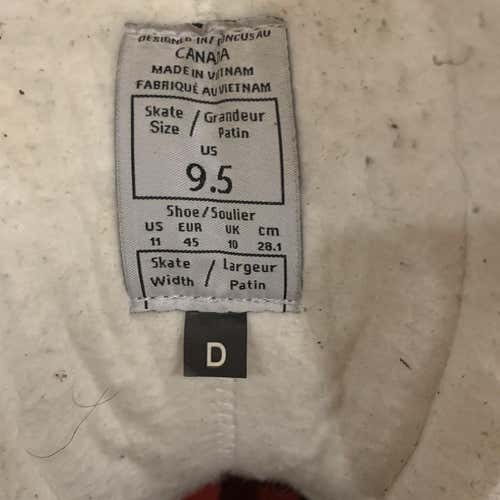 CANADA
MADE IN VIETNAM
FABRIQUÉ AU VIETNAM
Skate / Grandeur
Size Patin
US
9.5
Shoe/Soulier
US EUR UK cm
11 45 10 28.1
Skate / Largeur
Width Patin
D